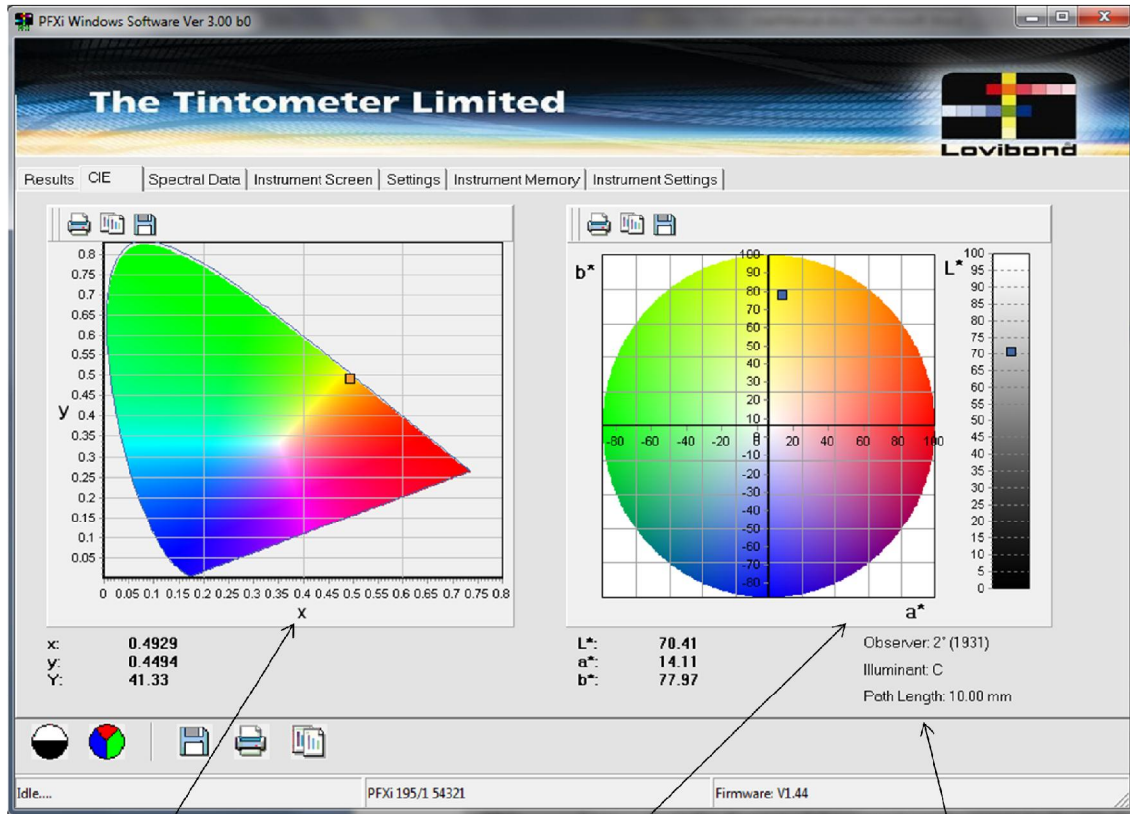 PFXi Windows Software Ver 3.00 b0
The Tintometer Limited
Lovibond
Results CIE Spectral Data Instrument Screen Settings Instrument Memory Instrument Settings
0.8
0.75
0.7
0.65
0.6
0.55
0.5
0.45
0.4
0.35
0.3
0.25
0.2
0.15
0.1
0.05
y
0 0.05 0.1 0.15 0.2 0.25 0.3 0.35 0.4 0.45 0.5 0.55 0.6 0.65 0.7 0.75 0.8
x
b*
100
90
80
70
60
50
40
30
20
10
0
-10
-20
-30
-40
-50
-60
-70
-80
-80 -60 -40 -20 0 20 40 60 80 100
a*
L*
100
95
90
85
80
75
70
65
60
55
50
45
40
35
30
25
20
15
10
5
0
x: 0.4929
y: 0.4494
Y: 41.33
L*: 70.41
a*: 14.11
b*: 77.97
Observer: 2° (1931)
Illuminant: C
Path Length: 10.00 mm
Idle....
PFXi 195/1 54321
Firmware: V1.44